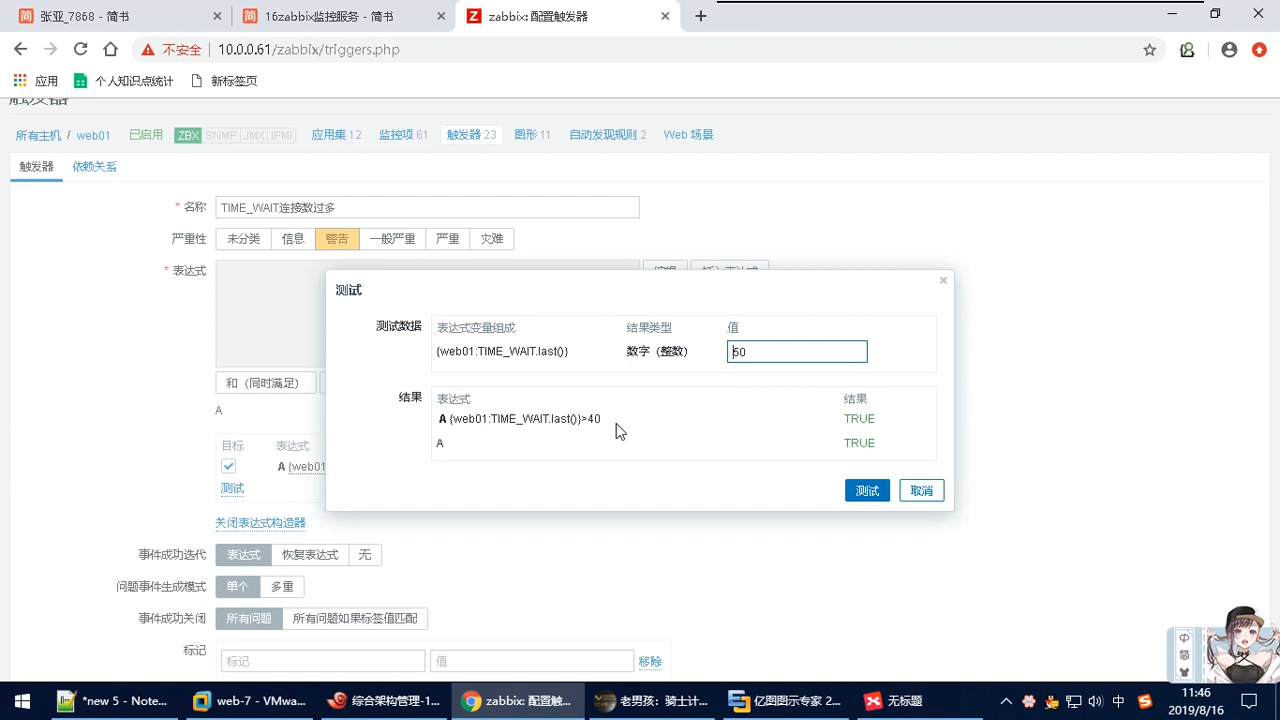 张亚_7868 - 简书
16zabbix监控服务 - 简书
zabbix: 配置触发器
不安全 10.0.0.61/zabbix/triggers.php
应用 个人知识点统计 新标签页
所有主机 / web01 已启用 ZBX SNMP JMX IPMI 应用集 12 监控项 61 触发器 23 图形 11 自动发现规则 2 Web 场景
触发器 依赖关系
* 名称 TIME_WAIT连接数过多
严重性 未分类 信息 警告 一般严重 严重 灾难
* 表达式
测试
测试数据 表达式变量组成 结果类型 值
{web01:TIME_WAIT.last()} 数字（整数） 50
结果 表达式 结果
A {web01:TIME_WAIT.last()}>40 TRUE
A TRUE
测试 取消
和（同时满足）
A
目标 表达式
A {web01
测试
关闭表达式构造器
事件成功迭代 表达式 恢复表达式 无
问题事件生成模式 单个 多重
事件成功关闭 所有问题 所有问题如果标签值匹配
标记 标记 值 移除
中
简
*new 5 - Note...
web-7 - VMwa...
综合架构管理-1...
zabbix: 配置触...
老男孩：骑士计...
亿图图示专家 2...
无标题
中
11:46
2019/8/16